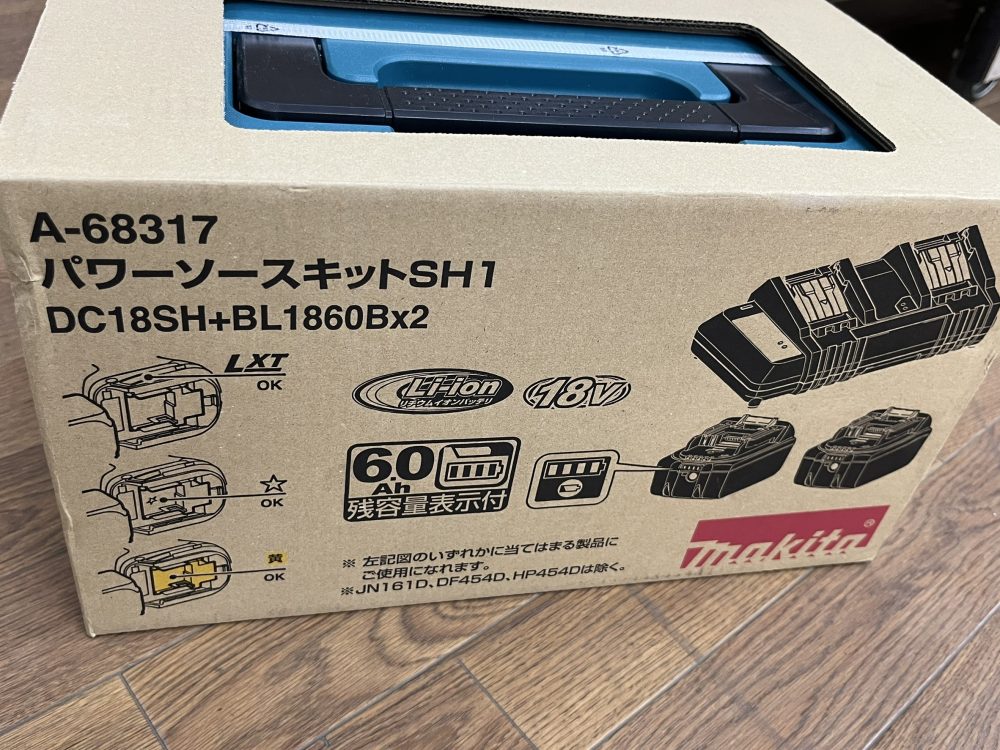 A-68317
パワーソースキットSH1
DC18SH+BL1860Bx2
LXT
OK
☆
OK
黄
OK
Li-ion
リチウムイオンバッテリ
18V
6.0
Ah
残容量表示付
※ 左記図のいずれかに当てはまる製品に
ご使用になれます。
※JN161D、DF454D、HP454Dは除く。
makita®